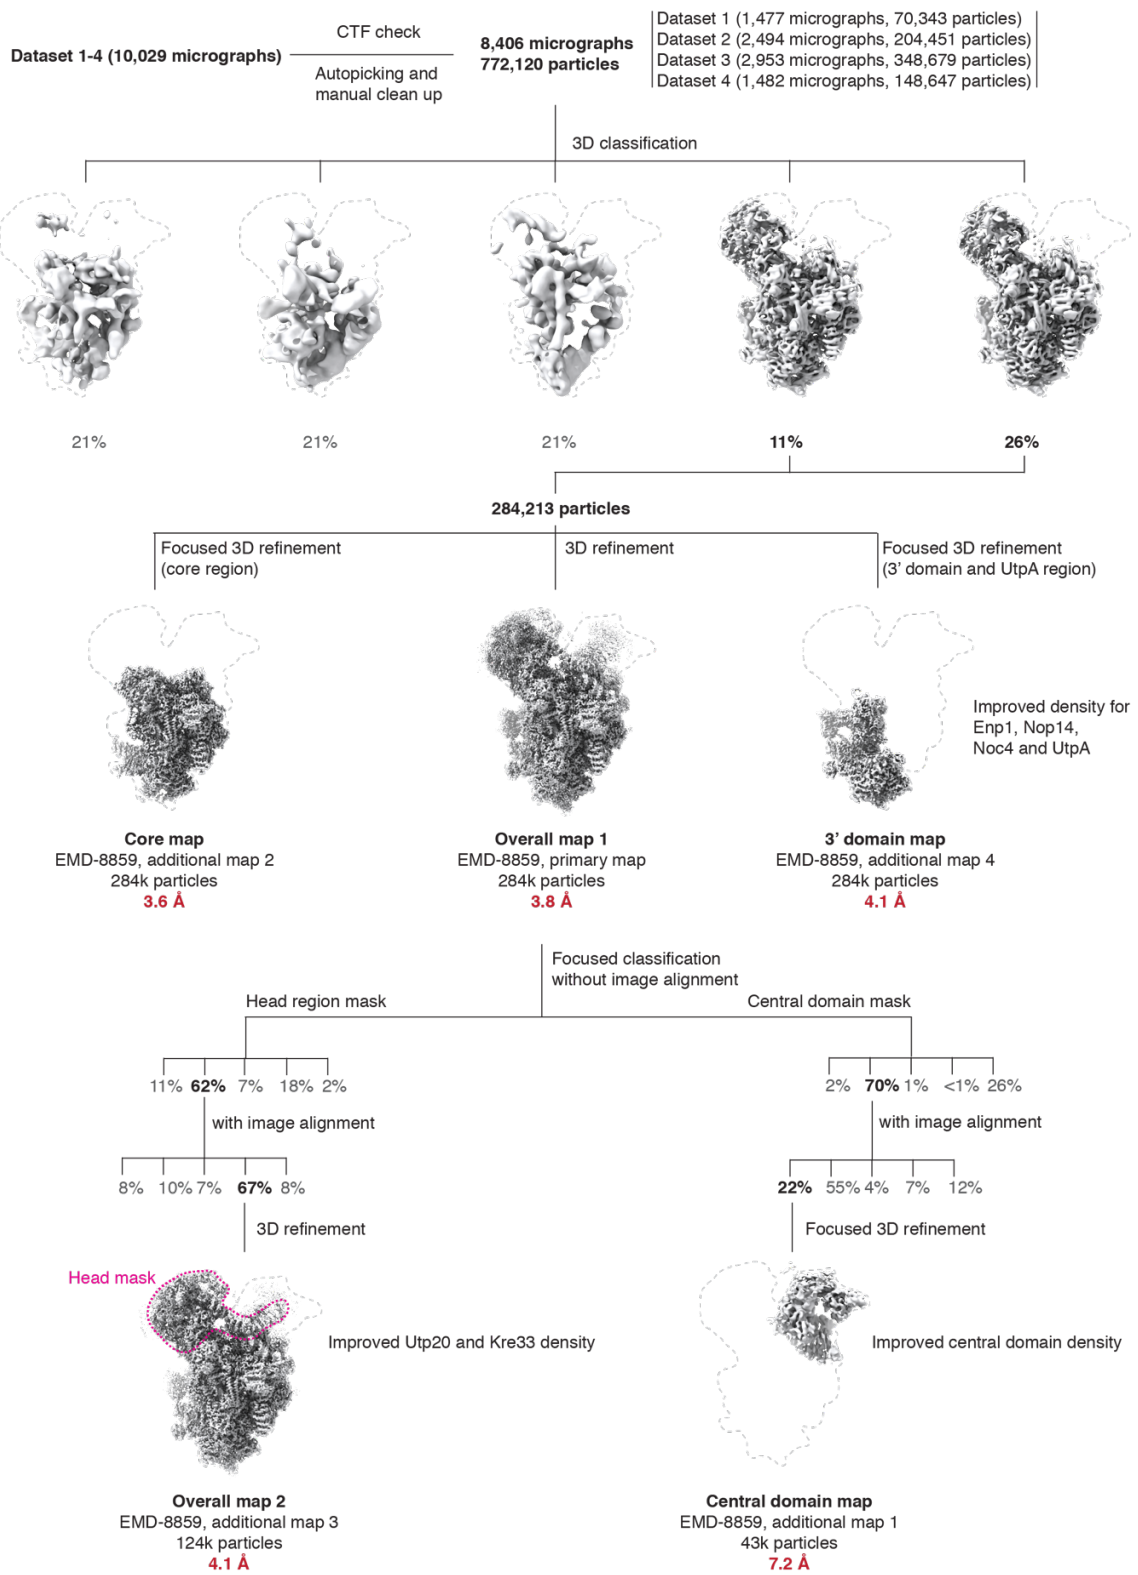 Dataset 1-4 (10,029 micrographs)
CTF check
Autopicking and
manual clean up
8,406 micrographs
772,120 particles
Dataset 1 (1,477 micrographs, 70,343 particles)
Dataset 2 (2,494 micrographs, 204,451 particles)
Dataset 3 (2,953 micrographs, 348,679 particles)
Dataset 4 (1,482 micrographs, 148,647 particles)
3D classification
21%
21%
21%
11%
26%
284,213 particles
Focused 3D refinement
(core region)
3D refinement
Focused 3D refinement
(3’ domain and UtpA region)
Improved density for
Enp1, Nop14,
Noc4 and UtpA
Core map
EMD-8859, additional map 2
284k particles
3.6 Å
Overall map 1
EMD-8859, primary map
284k particles
3.8 Å
3’ domain map
EMD-8859, additional map 4
284k particles
4.1 Å
Focused classification
without image alignment
Head region mask
Central domain mask
11% 62% 7% 18% 2%
2% 70% 1% <1% 26%
with image alignment
with image alignment
8% 10% 7% 67% 8%
22% 55% 4% 7% 12%
3D refinement
Focused 3D refinement
Head mask
Improved Utp20 and Kre33 density
Improved central domain density
Overall map 2
EMD-8859, additional map 3
124k particles
4.1 Å
Central domain map
EMD-8859, additional map 1
43k particles
7.2 Å